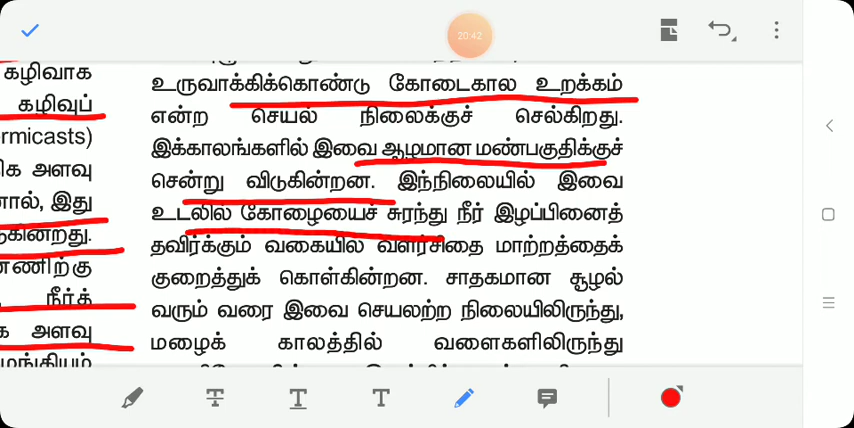 20:42
கழிவாக
கழிவுப்
ermicasts)
அளவு
இது
நீர்த்
அளவு
உருவாக்கிக்கொண்டு கோடைகால உறக்கம்
என்ற செயல் நிலைக்குச் செல்கிறது.
இக்காலங்களில் இவை ஆழமான மண்பகுதிக்குச்
சென்று விடுகின்றன. இந்நிலையில் இவை
உடலில் கோழையைச் சுரந்து நீர் இழப்பினைத்
தவிர்க்கும் வகையில் வளர்சிதை மாற்றத்தைக்
குறைத்துக் கொள்கின்றன. சாதகமான சூழல்
வரும் வரை இவை செயலற்ற நிலையிலிருந்து,
மழைக் காலத்தில் வளைகளிலிருந்து
T T T